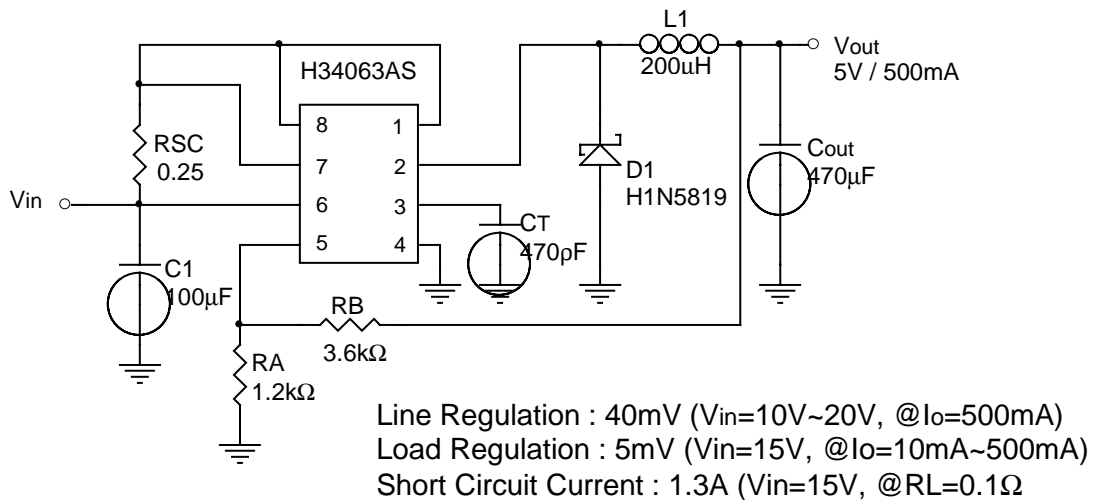 L1
200uH
Vout
5V / 500mA
H34063AS
8 1
7 2
6 3
5 4
RSC
0.25
Vin
C1
100μF
CT
470ρF
D1
H1N5819
Cout
470μF
RB
3.6kΩ
RA
1.2kΩ
Line Regulation : 40mV (Vin=10V~20V, @Io=500mA)
Load Regulation : 5mV (Vin=15V, @Io=10mA~500mA)
Short Circuit Current : 1.3A (Vin=15V, @RL=0.1Ω